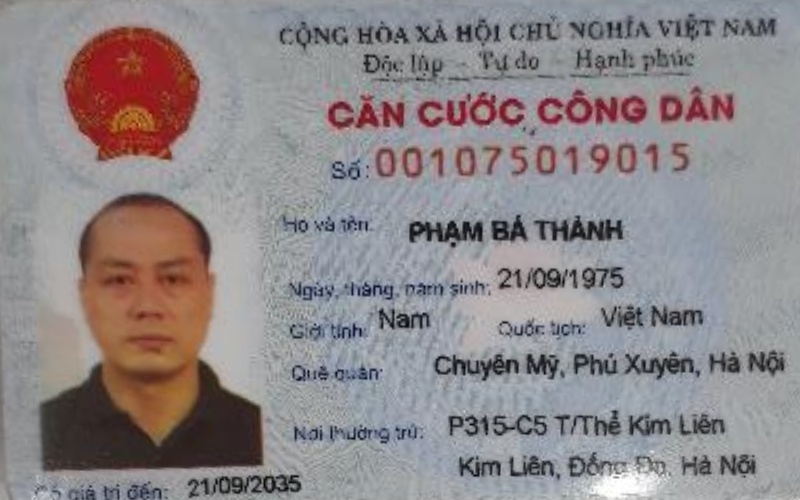 CỘNG HÒA XÃ HỘI CHỦ NGHĨA VIỆT NAM
Độc lập - Tự do - Hạnh phúc
CĂN CƯỚC CÔNG DÂN
Số: 001075019015
Họ và tên: PHẠM BÁ THÀNH
Ngày, tháng, năm sinh: 21/09/1975
Giới tính: Nam Quốc tịch: Việt Nam
Quê quán: Chuyên Mỹ, Phú Xuyên, Hà Nội
Nơi thường trú: P315-C5 T/Thể Kim Liên
Kim Liên, Đống Đa, Hà Nội
Có giá trị đến: 21/09/2035